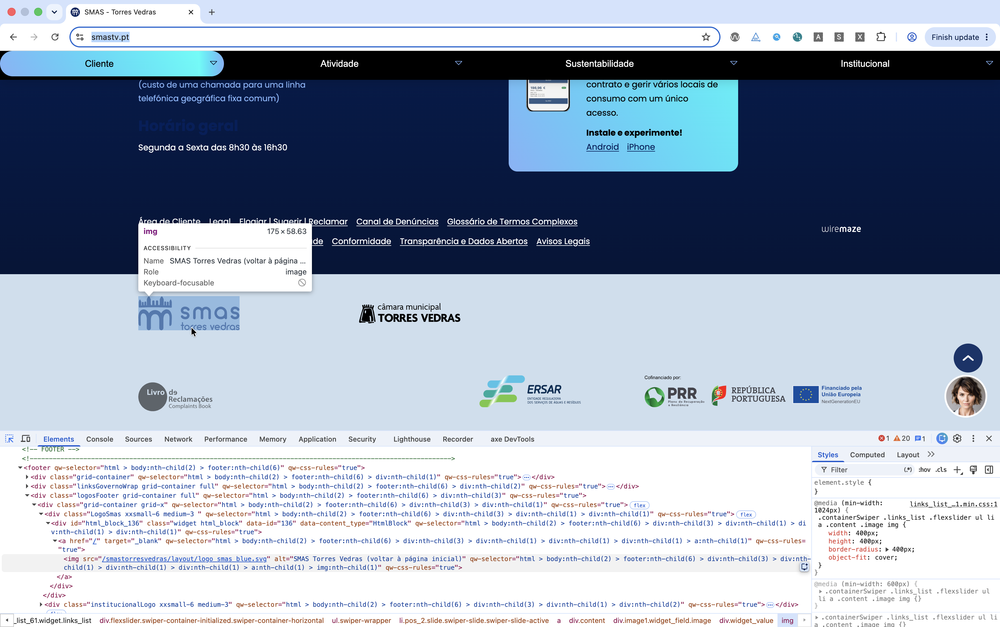 SMAS - Torres Vedras
smastv.pt
A
S
X
Finish update
Cliente
Atividade
Sustentabilidade
Institucional
(custo de uma chamada para uma linha
telefónica geográfica fixa comum)
Horário geral
Segunda a Sexta das 8h30 às 16h30
198,96 €
contrato e gerir vários locais de
consumo com um único
acesso.
Instale e experimente!
Android iPhone
Área de Cliente Legal Elogiar | Sugerir | Reclamar Canal de Denúncias Glossário de Termos Complexos
de Conformidade Transparência e Dados Abertos Avisos Legais
wiremaze
img 175 × 58.63
ACCESSIBILITY
Name SMAS Torres Vedras (voltar à página ...
Role image
Keyboard-focusable
smas
torres vedras
câmara municipal
TORRES VEDRAS
Livro de
Reclamações
Complaints Book
ERSAR
ENTIDADE REGULADORA
DOS SERVIÇOS DE ÁGUAS E RESÍDUOS
Cofinanciado por:
PRR
Plano de Recuperação
e Resiliência
REPÚBLICA
PORTUGUESA
Financiado pela
União Europeia
NextGenerationEU
Elements Console Sources Network Performance Memory Application Security Lighthouse Recorder axe DevTools 1 20 1
<!-- FOOTER -->
<!-------------------------------------------------------------------------------------------------------------->
<footer qw-selector="html > body:nth-child(2) > footer:nth-child(6)" qw-css-rules="true">
<div class="grid-container" qw-selector="html > body:nth-child(2) > footer:nth-child(6) > div:nth-child(1)" qw-css-rules="true"> ... </div>
<div class="linksGovernoWrap grid-container full" qw-selector="html > body:nth-child(2) > footer:nth-child(6) > div:nth-child(2)" qw-css-rules="true"> ... </div>
<div class="logosFooter grid-container full" qw-selector="html > body:nth-child(2) > footer:nth-child(6) > div:nth-child(3)" qw-css-rules="true">
<div class="grid-container grid-x" qw-selector="html > body:nth-child(2) > footer:nth-child(6) > div:nth-child(3) > div:nth-child(1)" qw-css-rules="true"> flex
<div class="LogoSmas xxsmall-6 medium-3 " qw-selector="html > body:nth-child(2) > footer:nth-child(6) > div:nth-child(3) > div:nth-child(1) > div:nth-child(1)" qw-css-rules="true"> flex
<div id="html_block_136" class="widget html_block" data-id="136" data-content_type="HtmlBlock" qw-selector="html > body:nth-child(2) > footer:nth-child(6) > div:nth-child(3) > div:nth-child(1) > di
v:nth-child(1) > div:nth-child(1)" qw-css-rules="true">
<a href="/" target="_blank" qw-selector="html > body:nth-child(2) > footer:nth-child(6) > div:nth-child(3) > div:nth-child(1) > div:nth-child(1) > div:nth-child(1) > a:nth-child(1)" qw-css-rules=
"true">
<img src="/smastorresvedras/layout/logo_smas_blue.svg" alt="SMAS Torres Vedras (voltar à página inicial)" qw-selector="html > body:nth-child(2) > footer:nth-child(6) > div:nth-child(3) > div:nth-
child(1) > div:nth-child(1) > div:nth-child(1) > a:nth-child(1) > img:nth-child(1)" qw-css-rules="true">
</a>
</div>
</div>
<div class="institucionalLogo xxsmall-6 medium-3" qw-selector="html > body:nth-child(2) > footer:nth-child(6) > div:nth-child(3) > div:nth-child(1) > div:nth-child(2)" qw-css-rules="true"> ... </div>
flex
_list_61.widget.links_list div.flexslider.swiper-container-initialized.swiper-container-horizontal ul.swiper-wrapper li.pos_2.slide.swiper-slide.swiper-slide-active a div.content div.image1.widget_field.image div.widget_value img
Styles Computed Layout
Filter (.*) :hov .cls
element.style {
}
@media (min-width: links_list_…1.min.css:1
1024px) {
.containerSwiper .links_list .flexslider ul li
a .content .image img {
width: 400px;
height: 400px;
border-radius: 400px;
object-fit: cover;
}
}
@media (min-width: 600px) {
.containerSwiper .links_list .flexslider ul
li a .content .image img {}
}
.containerSwiper .links_list .flexslider ul li
a .content .image img {}